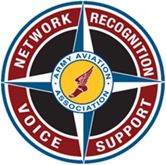 NETWORK
RECOGNITION
ARMY AVIATION
ASSOCIATION
VOICE
SUPPORT